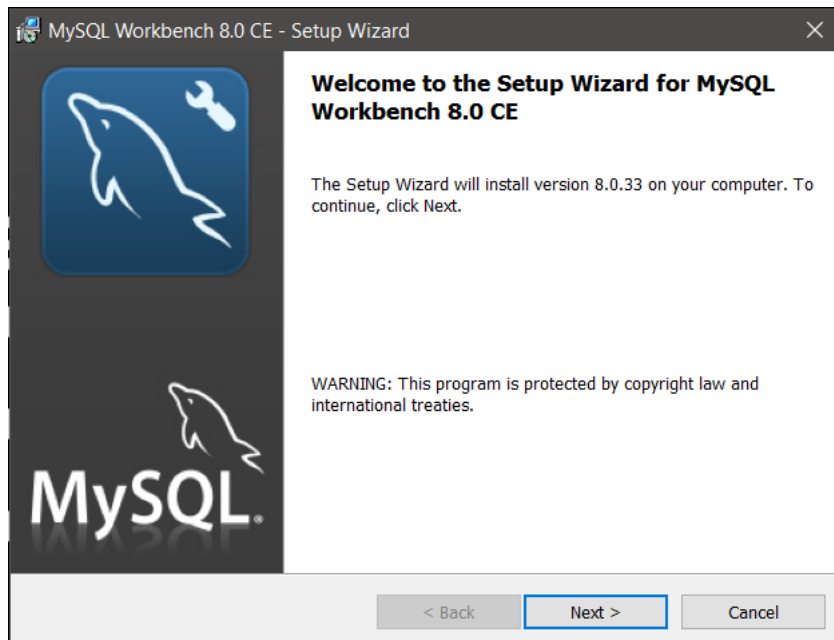 MySQL Workbench 8.0 CE - Setup Wizard
Welcome to the Setup Wizard for MySQL
Workbench 8.0 CE
The Setup Wizard will install version 8.0.33 on your computer. To
continue, click Next.
WARNING: This program is protected by copyright law and
international treaties.
MySQL®
< Back
Next >
Cancel